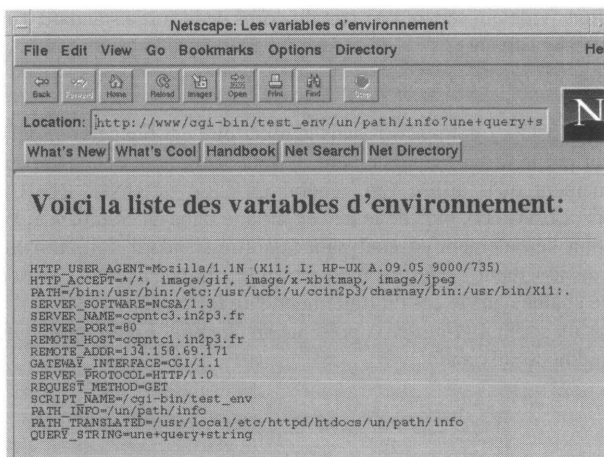 Netscape: Les variables d'environnement
File Edit View Go Bookmarks Options Directory He
Back Forward Home Reload Images Open Print Find Stop
Location: http://www/cgi-bin/test_env/un/path/info?une+query+s
N
What's New What's Cool Handbook Net Search Net Directory
Voici la liste des variables d'environnement:
HTTP_USER_AGENT=Mozilla/1.1N (X11; I; HP-UX A.09.05 9000/735)
HTTP_ACCEPT=*/*, image/gif, image/x-xbitmap, image/jpeg
PATH=/bin:/usr/bin:/etc:/usr/ucb:/u/ccin2p3/charnay/bin:/usr/bin/X11:.
SERVER_SOFTWARE=NCSA/1.3
SERVER_NAME=ccpntc3.in2p3.fr
SERVER_PORT=80
REMOTE_HOST=ccpntc1.in2p3.fr
REMOTE_ADDR=134.158.69.171
GATEWAY_INTERFACE=CGI/1.1
SERVER_PROTOCOL=HTTP/1.0
REQUEST_METHOD=GET
SCRIPT_NAME=/cgi-bin/test_env
PATH_INFO=/un/path/info
PATH_TRANSLATED=/usr/local/etc/httpd/htdocs/un/path/info
QUERY_STRING=une+query+string